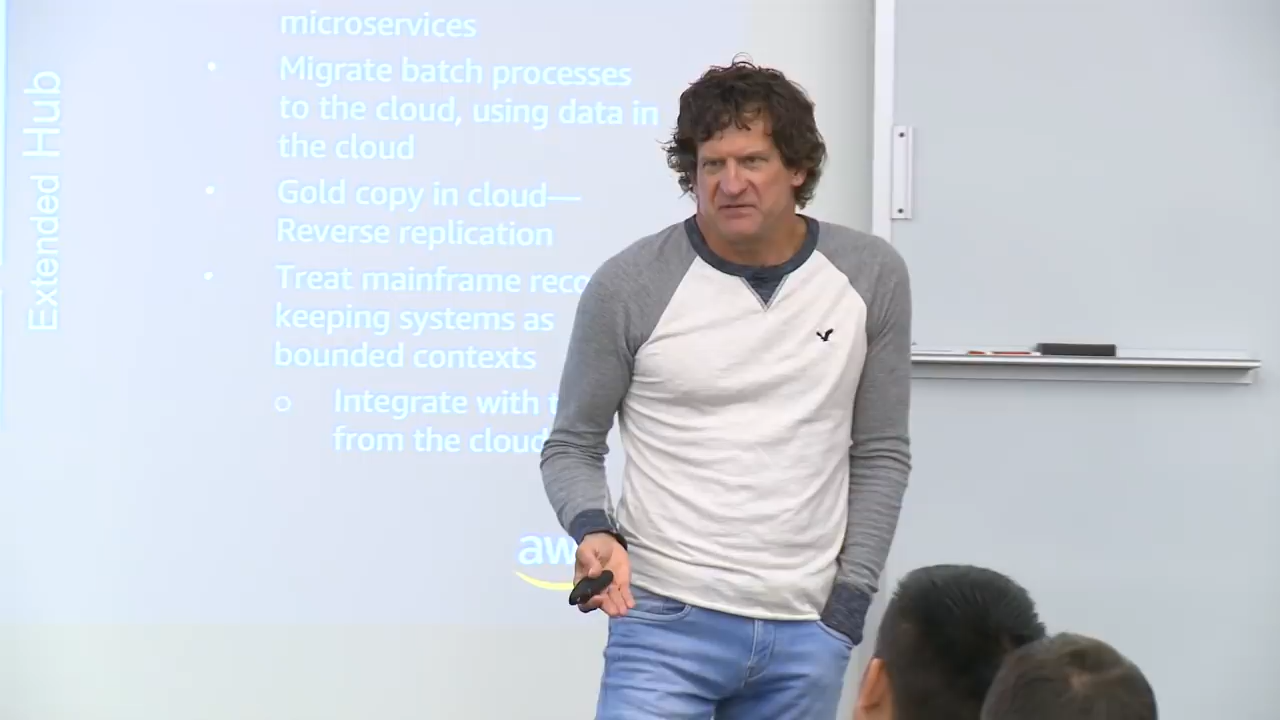 Extended Hub
microservices
• Migrate batch processes
to the cloud, using data in
the cloud
• Gold copy in cloud—
Reverse replication
• Treat mainframe reco
keeping systems as
bounded contexts
o Integrate with t
from the cloud
aw